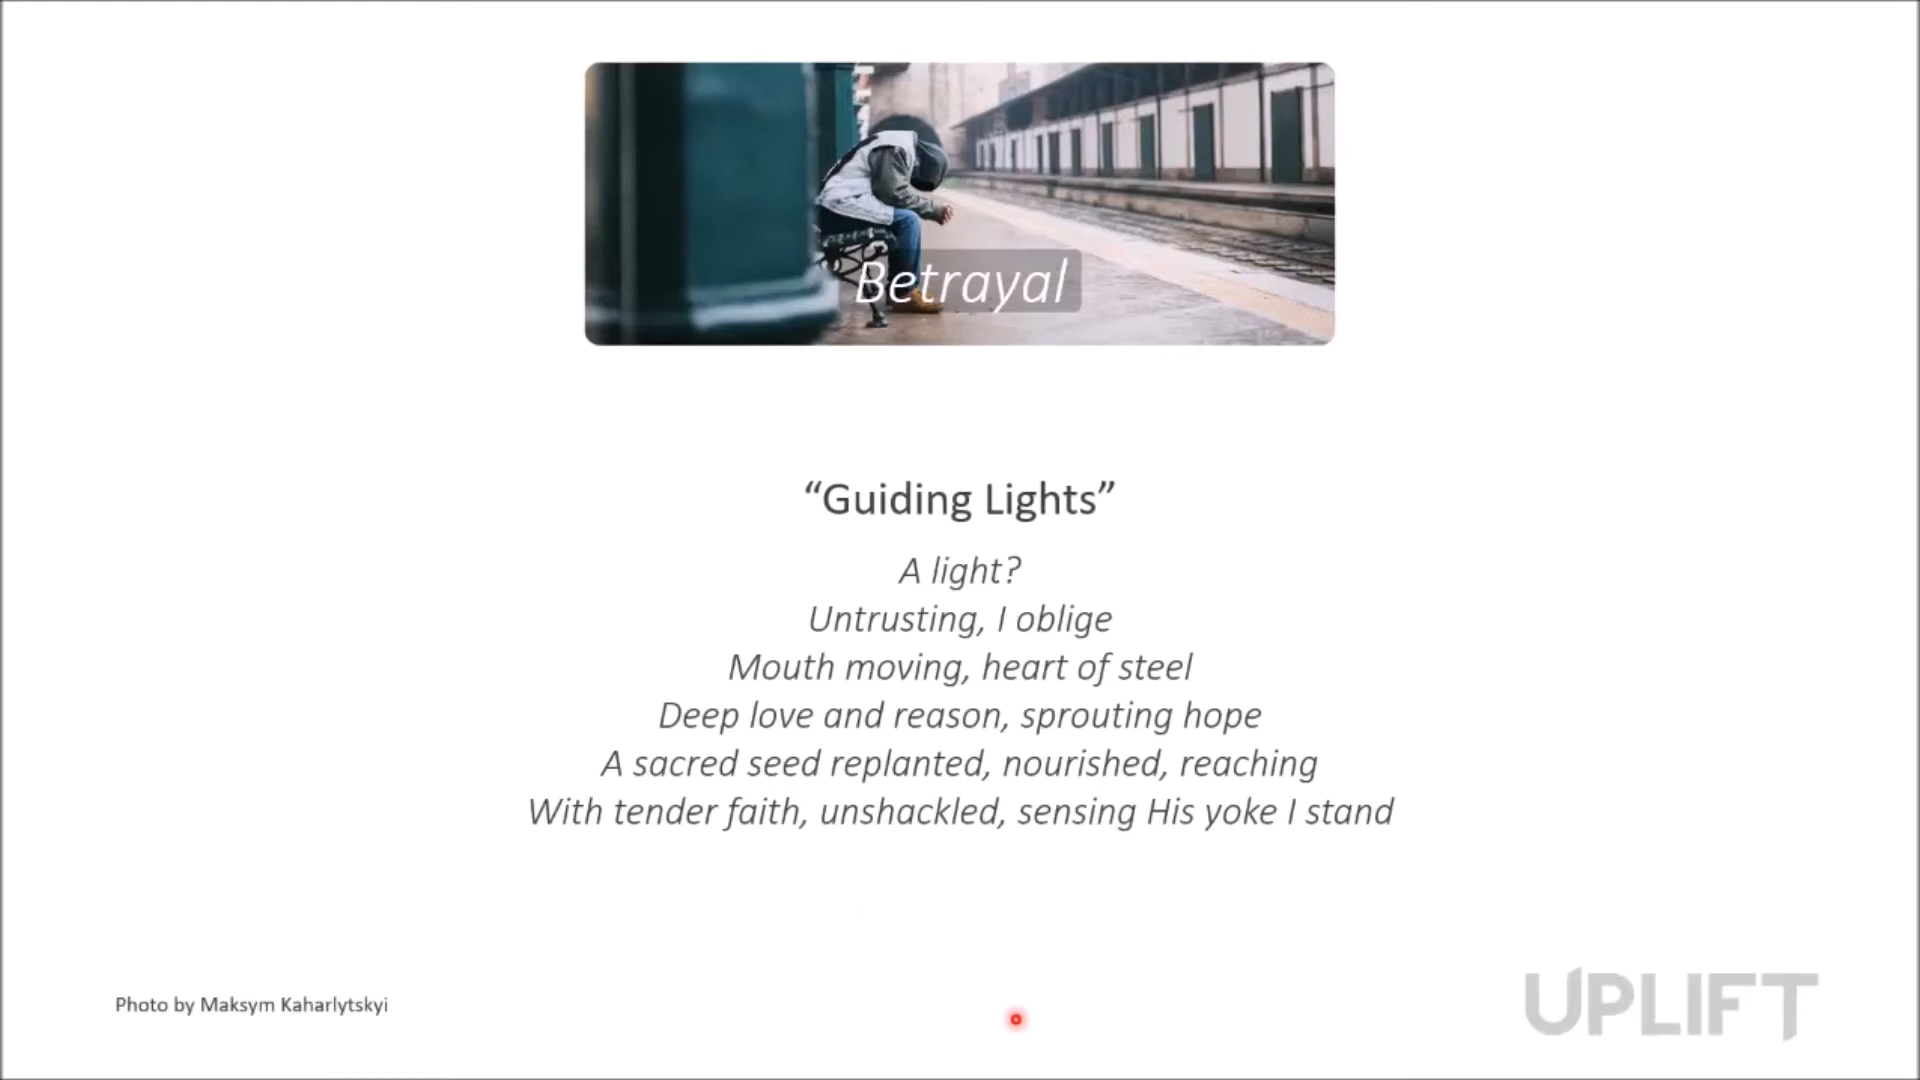 Betrayal
“Guiding Lights”
A light?
Untrusting, I oblige
Mouth moving, heart of steel
Deep love and reason, sprouting hope
A sacred seed replanted, nourished, reaching
With tender faith, unshackled, sensing His yoke I stand
Photo by Maksym Kaharlytskyi
UPLIFT